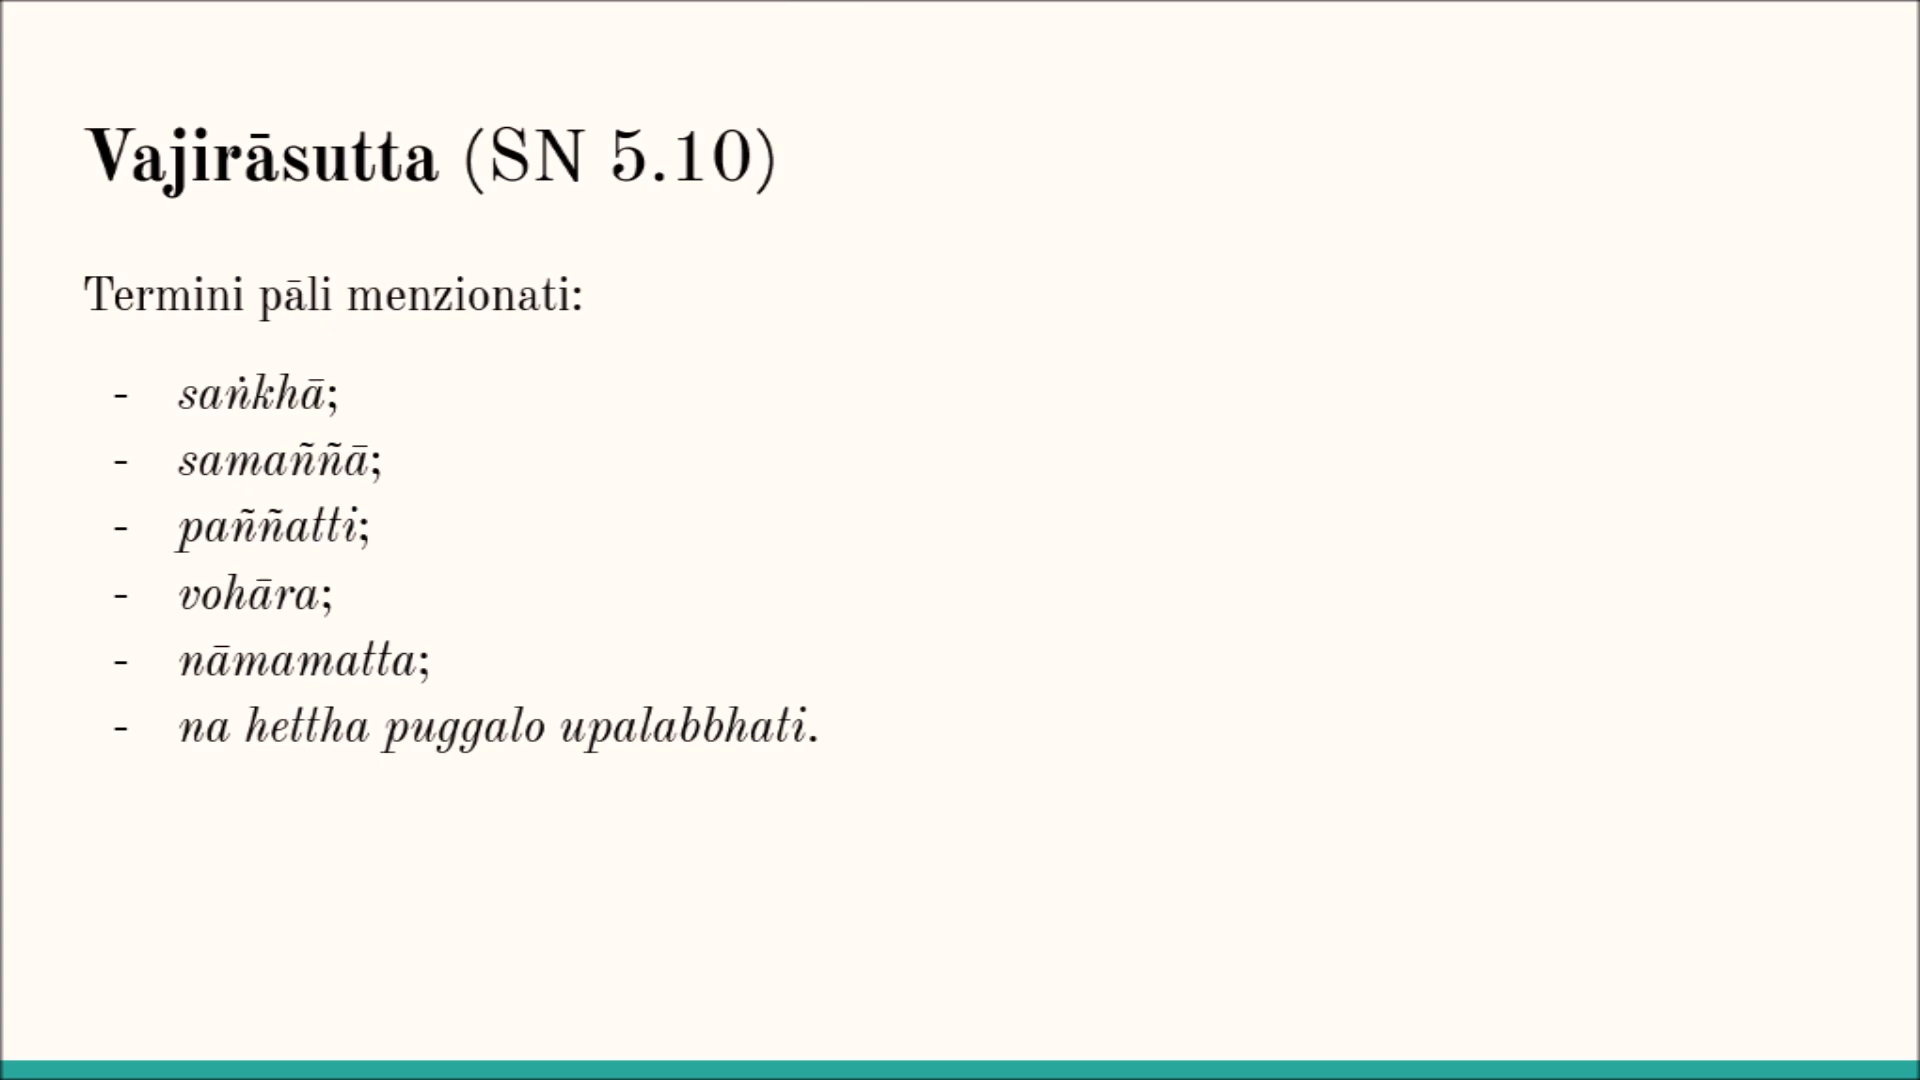 Vajirāsutta (SN 5.10)
Termini pāli menzionati:
- saṅkhā;
- samaññā;
- paññatti;
- vohāra;
- nāmamatta;
- na hettha puggalo upalabbhati.